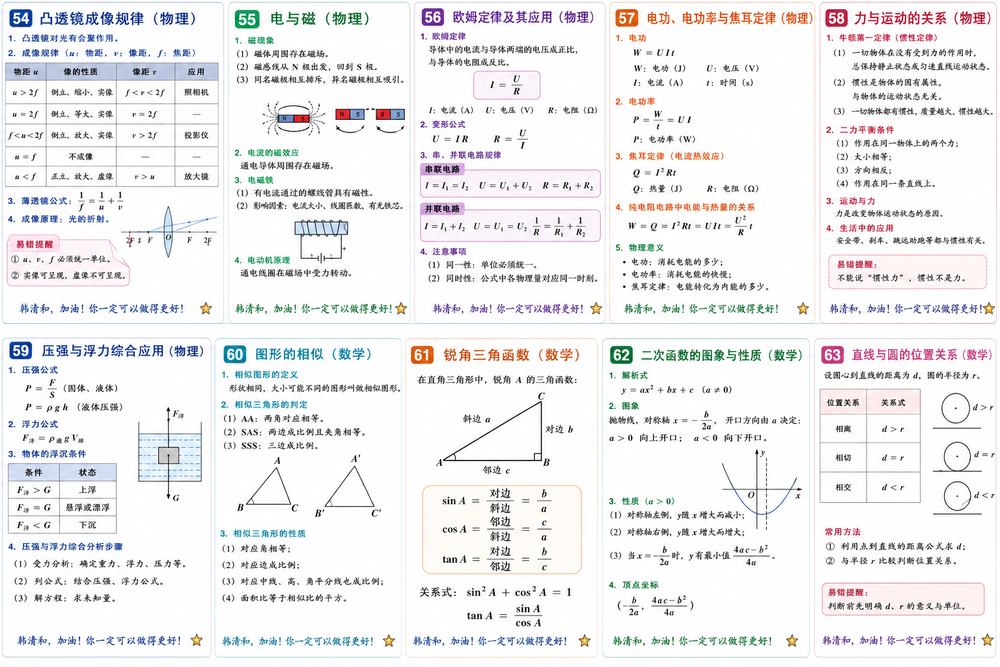 54 凸透镜成像规律（物理）
1. 凸透镜对光有会聚作用。
2. 成像规律（u: 物距, v: 像距, f: 焦距）
物距 u 像的性质 像距 v 应用
u > 2f 倒立、缩小、实像 f < v < 2f 照相机
u = 2f 倒立、等大、实像 v = 2f —
f < u < 2f 倒立、放大、实像 v > 2f 投影仪
u = f 不成像 — —
u < f 正立、放大、虚像 v > u 放大镜
3. 薄透镜公式: 1/f = 1/u + 1/v
4. 成像原理: 光的折射。
2F F O F 2F
易错提醒
① u、v、f 必须统一单位。
② 实像可呈现, 虚像不可呈现。
韩清和, 加油! 你一定可以做得更好!
55 电与磁（物理）
1. 磁现象
（1）磁体周围存在磁场。
（2）磁感线从 N 极出发, 回到 S 极。
（3）同名磁极相互排斥, 异名磁极相互吸引。
N S N S S N
2. 电流的磁效应
通电导体周围存在磁场。
3. 电磁铁
（1）有电流通过的螺线管具有磁性。
（2）影响因素: 电流大小、线圈匝数、有无铁芯。
4. 电动机原理
通电线圈在磁场中受力转动。
韩清和, 加油! 你一定可以做得更好!
56 欧姆定律及其应用（物理）
1. 欧姆定律
导体中的电流与导体两端的电压成正比,
与导体的电阻成反比。
I = U/R
I: 电流（A） U: 电压（V） R: 电阻（Ω）
2. 变形公式
U = I R R = U/I
3. 串、并联电路规律
串联电路
I = I₁ = I₂ U = U₁ + U₂ R = R₁ + R₂
并联电路
I = I₁ + I₂ U = U₁ = U₂ 1/R = 1/R₁ + 1/R₂
4. 注意事项
（1）同一性: 单位必须统一。
（2）同时性: 公式中各物理量对应同一时刻。
韩清和, 加油! 你一定可以做得更好!
57 电功、电功率与焦耳定律（物理）
1. 电功
W = U I t
W: 电功（J） U: 电压（V）
I: 电流（A） t: 时间（s）
2. 电功率
P = W/t = U I
P: 电功率（W）
3. 焦耳定律（电流热效应）
Q = I² Rt
Q: 热量（J） R: 电阻（Ω）
4. 纯电阻电路中电能与热量的关系
W = Q = I² Rt = U It = U²/R t
5. 物理意义
• 电功: 消耗电能的多少;
• 电功率: 消耗电能的快慢;
• 焦耳定律: 电能转化为内能的多少。
韩清和, 加油! 你一定可以做得更好!
58 力与运动的关系（物理）
1. 牛顿第一定律（惯性定律）
（1）一切物体在没有受到力的作用时,
总保持静止状态或匀速直线运动状态。
（2）惯性是物体的固有属性,
与物体的运动状态无关。
（3）一切物体都有惯性, 质量越大, 惯性越大。
2. 二力平衡条件
（1）作用在同一物体上的两个力;
（2）大小相等;
（3）方向相反;
（4）作用在同一条直线上。
3. 运动与力
力是改变物体运动状态的原因。
4. 生活中的应用
安全带、刹车、跳远助跑等都与惯性有关。
易错提醒:
不能说“惯性力”, 惯性不是力。
韩清和, 加油! 你一定可以做得更好!
59 压强与浮力综合应用（物理）
1. 压强公式
P = F/S（固体、液体）
P = ρ g h （液体压强）
2. 浮力公式
F浮 = ρ液 g V排
3. 物体的浮沉条件
条件 状态
F浮 > G 上浮
F浮 = G 悬浮或漂浮
F浮 < G 下沉
F浮
G
4. 压强与浮力综合分析步骤
（1）受力分析: 确定重力、浮力、压力等。
（2）列公式: 结合压强、浮力公式。
（3）解方程: 求未知量。
韩清和, 加油! 你一定可以做得更好!
60 图形的相似（数学）
1. 相似图形的定义
形状相同, 大小可能不同的图形叫做相似图形。
2. 相似三角形的判定
（1）AA: 两角对应相等。
（2）SAS: 两边成比例且夹角相等。
（3）SSS: 三边成比例。
A B C A′ B′ C′
3. 相似三角形的性质
（1）对应角相等;
（2）对应边成比例;
（3）对应中线、高、角平分线也成比例;
（4）面积比等于相似比的平方。
韩清和, 加油! 你一定可以做得更好!
61 锐角三角函数（数学）
在直角三角形中, 锐角 A 的三角函数:
C
斜边 a
对边 b
A B
邻边 c
sin A = 对边/斜边 = b/a
cos A = 邻边/斜边 = c/a
tan A = 对边/邻边 = b/c
关系式: sin² A + cos² A = 1
tan A = sin A/cos A
韩清和, 加油! 你一定可以做得更好!
62 二次函数的图象与性质（数学）
1. 解析式
y = ax² + bx + c （a ≠ 0）
2. 图象
抛物线, 对称轴 x = − b/2a, 开口方向由 a 决定:
a > 0 向上开口; a < 0 向下开口。
y
O x
3. 性质（a > 0）
（1）对称轴左侧, y随 x 增大而减小;
（2）对称轴右侧, y随 x 增大而增大;
（3）当 x = − b/2a 时, y有最小值 4ac − b²/4a。
4. 顶点坐标
(− b/2a, 4ac − b²/4a)
韩清和, 加油! 你一定可以做得更好!
63 直线与圆的位置关系（数学）
设圆心到直线的距离为 d, 圆的半径为 r。
位置关系 关系式
相离 d > r
相切 d = r
相交 d < r
d > r
d = r
d < r
常用方法
① 利用点到直线的距离公式求 d;
② 与半径 r 比较判断位置关系。
易错提醒:
判断前先明确 d、r 的意义与单位。
韩清和, 加油! 你一定可以做得更好!